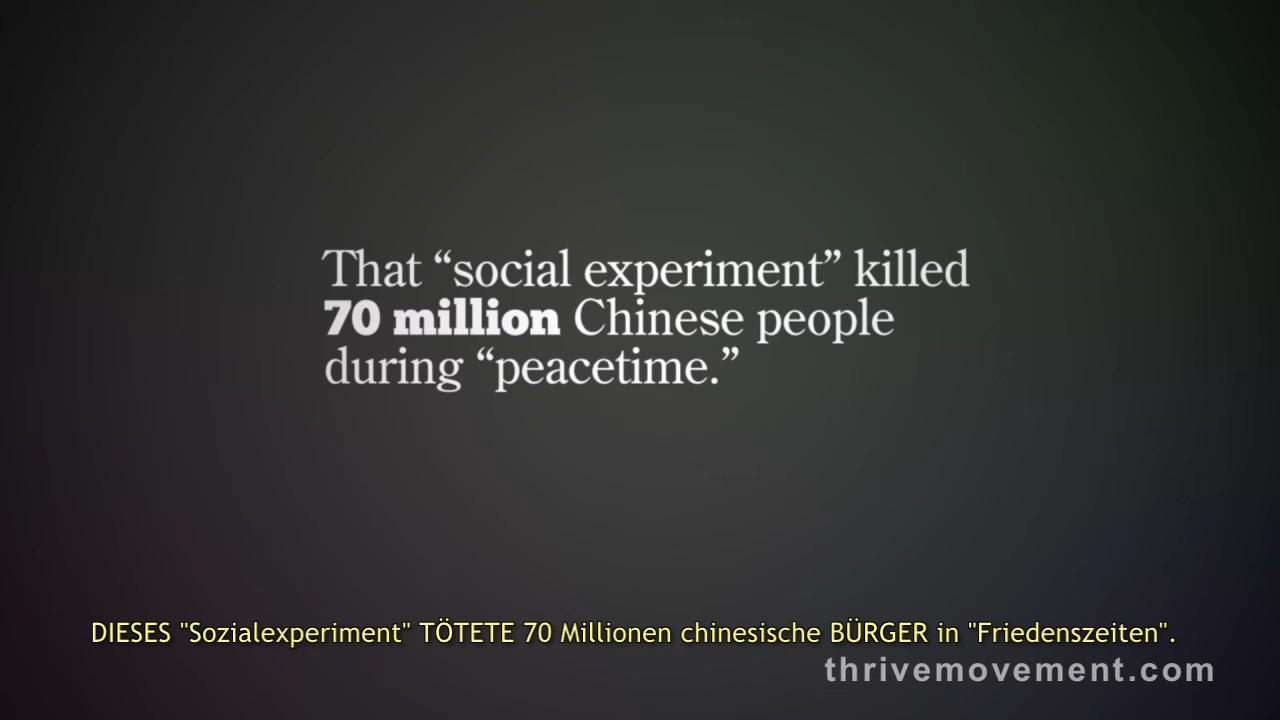 That “social experiment” killed
70 million Chinese people
during “peacetime.”
DIESES "Sozialexperiment" TÖTETE 70 Millionen chinesische BÜRGER in "Friedenszeiten".
thrivemovement.com